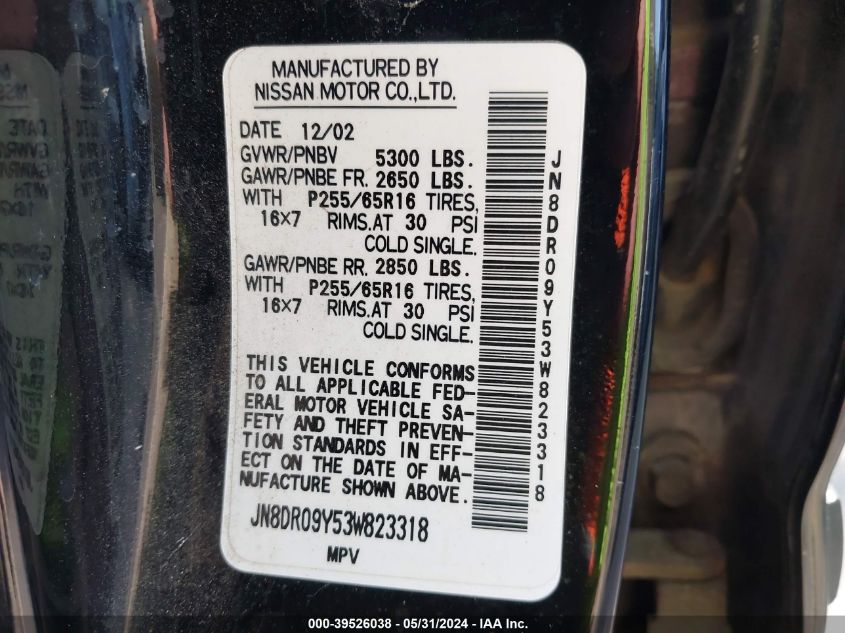 MANUFACTURED BY
NISSAN MOTOR CO.,LTD.
DATE 12/02
GVWR/PNBV 5300 LBS.
GAWR/PNBE FR. 2650 LBS.
WITH P255/65R16 TIRES,
16X7 RIMS.AT 30 PSI
COLD SINGLE.
GAWR/PNBE RR. 2850 LBS.
WITH P255/65R16 TIRES,
16X7 RIMS.AT 30 PSI
COLD SINGLE.
THIS VEHICLE CONFORMS
TO ALL APPLICABLE FED-
ERAL MOTOR VEHICLE SA-
FETY AND THEFT PREVEN-
TION STANDARDS IN EFF-
ECT ON THE DATE OF MA-
NUFACTURE SHOWN ABOVE.
JN8DR09Y53W823318
MPV
JN8DR09Y53W823318
000-39526038 - 05/31/2024 - IAA Inc.